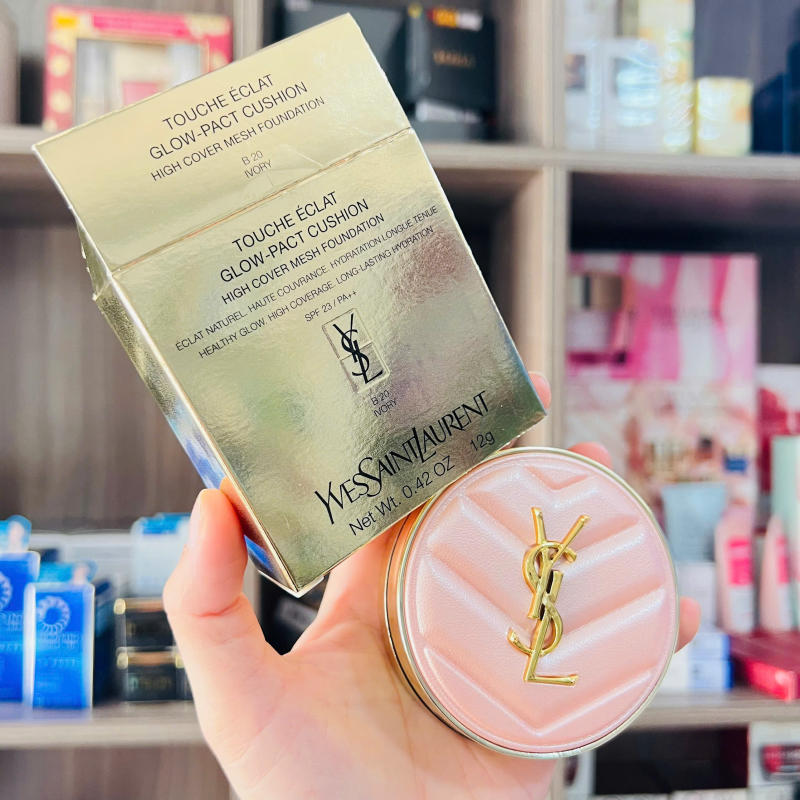 TOUCHE ÉCLAT
GLOW-PACT CUSHION
HIGH COVER MESH FOUNDATION
B 20
IVORY
TOUCHE ÉCLAT
GLOW-PACT CUSHION
HIGH COVER MESH FOUNDATION
ÉCLAT NATUREL. HAUTE COUVRANCE. HYDRATATION LONGUE TENUE
HEALTHY GLOW. HIGH COVERAGE. LONG-LASTING HYDRATION
SPF 23 / PA++
YSL
B 20
IVORY
YVESSAINTLAURENT
Net Wt. 0.42 OZ 12g
YSL